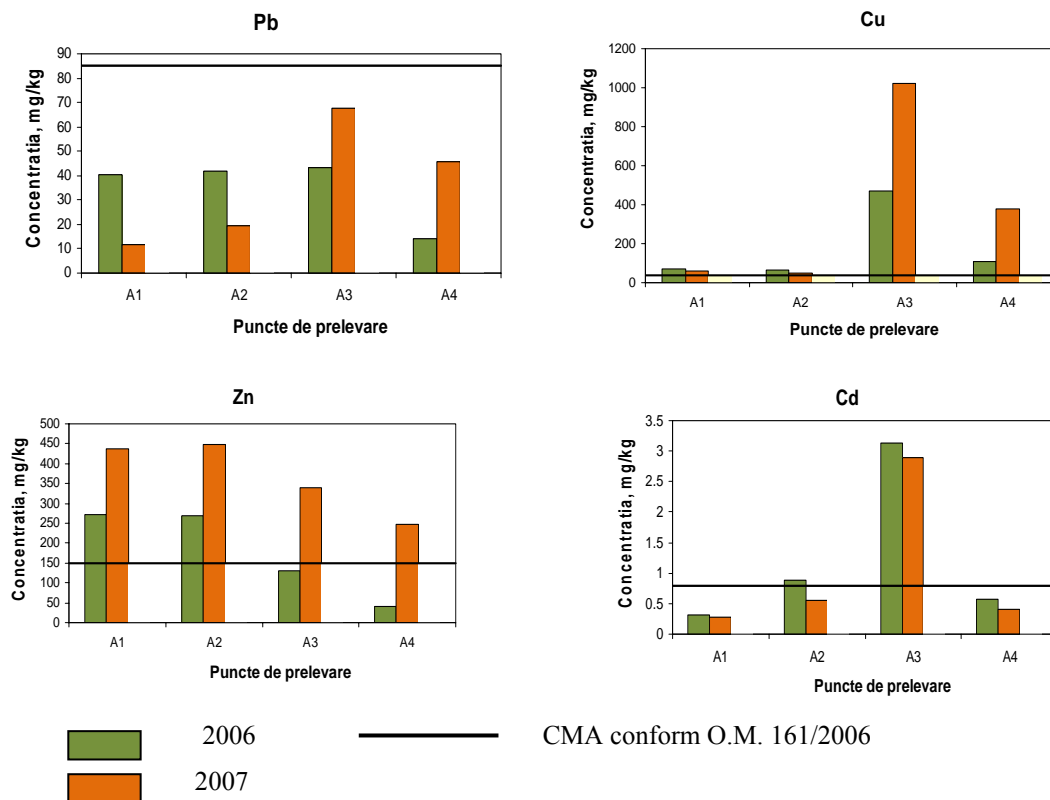 Pb
Concentratia, mg/kg
90
80
70
60
50
40
30
20
10
0
A1 A2 A3 A4
Puncte de prelevare
Cu
Concentratia, mg/kg
1200
1000
800
600
400
200
0
A1 A2 A3 A4
Puncte de prelevare
Zn
Concentratia, mg/kg
500
450
400
350
300
250
200
150
100
50
0
A1 A2 A3 A4
Puncte de prelevare
Cd
Concentratia, mg/kg
3.5
3
2.5
2
1.5
1
0.5
0
A1 A2 A3 A4
Puncte de prelevare
2006 CMA conform O.M. 161/2006
2007